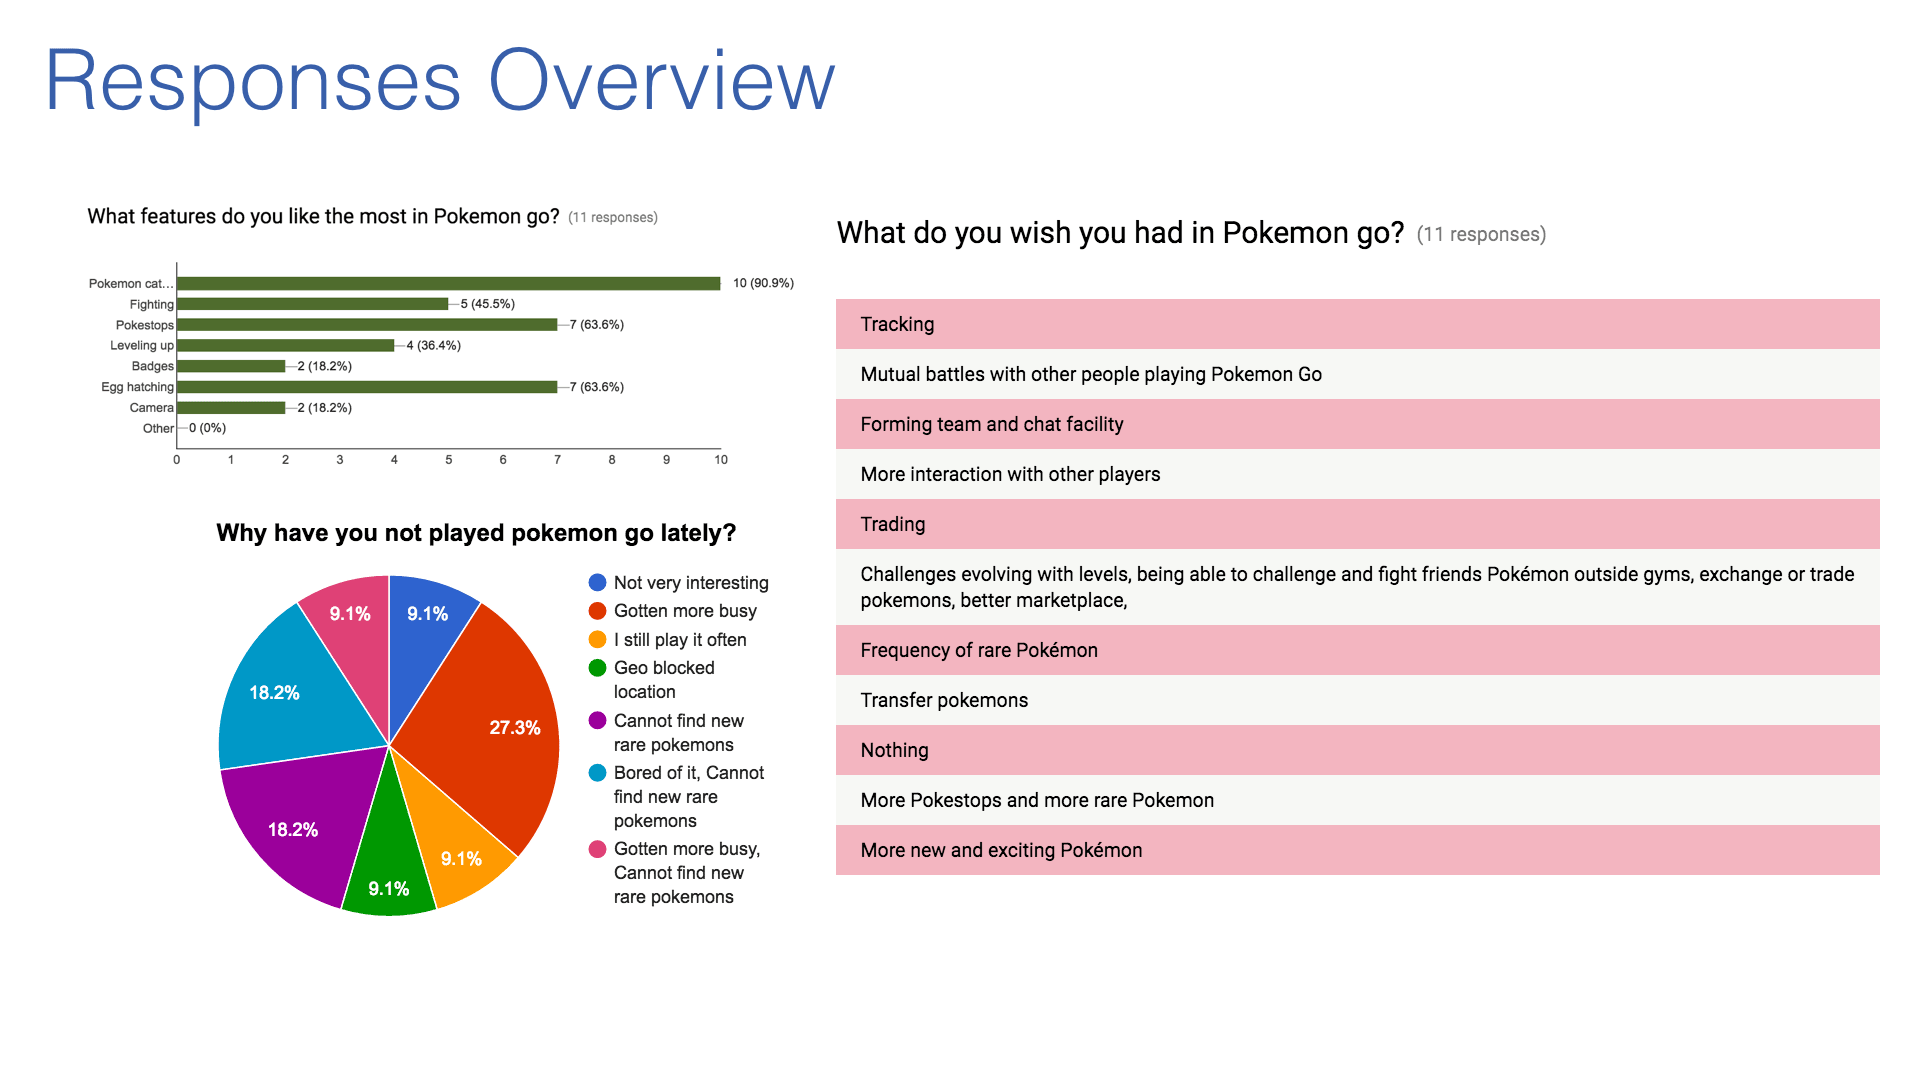 Responses Overview
What features do you like the most in Pokemon go? (11 responses)
Pokemon cat... 10 (90.9%)
Fighting 5 (45.5%)
Pokestops 7 (63.6%)
Leveling up 4 (36.4%)
Badges 2 (18.2%)
Egg hatching 7 (63.6%)
Camera 2 (18.2%)
Other 0 (0%)
0 1 2 3 4 5 6 7 8 9 10
Why have you not played pokemon go lately?
9.1%
27.3%
9.1%
9.1%
18.2%
18.2%
9.1%
Not very interesting
Gotten more busy
I still play it often
Geo blocked
location
Cannot find new
rare pokemons
Bored of it, Cannot
find new rare
pokemons
Gotten more busy,
Cannot find new
rare pokemons
What do you wish you had in Pokemon go? (11 responses)
Tracking
Mutual battles with other people playing Pokemon Go
Forming team and chat facility
More interaction with other players
Trading
Challenges evolving with levels, being able to challenge and fight friends Pokémon outside gyms, exchange or trade
pokemons, better marketplace,
Frequency of rare Pokémon
Transfer pokemons
Nothing
More Pokestops and more rare Pokemon
More new and exciting Pokémon